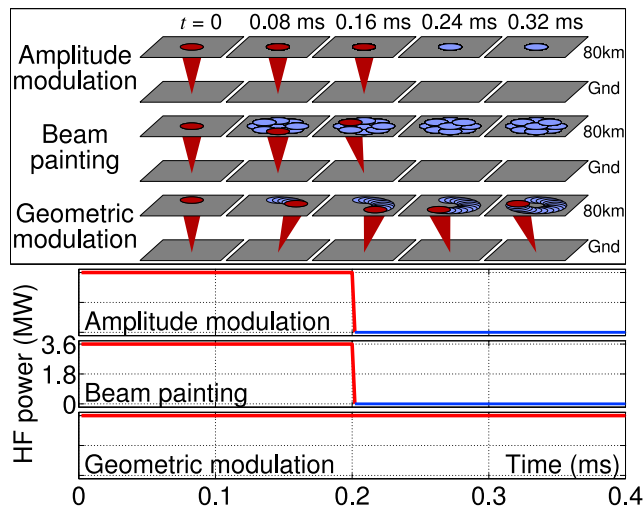 t = 0 0.08 ms 0.16 ms 0.24 ms 0.32 ms
Amplitude
modulation
80km
Gnd
Beam
painting
80km
Gnd
Geometric
modulation
80km
Gnd
HF power (MW)
Amplitude modulation
3.6
1.8
0
Beam painting
Geometric modulation
Time (ms)
0 0.1 0.2 0.3 0.4